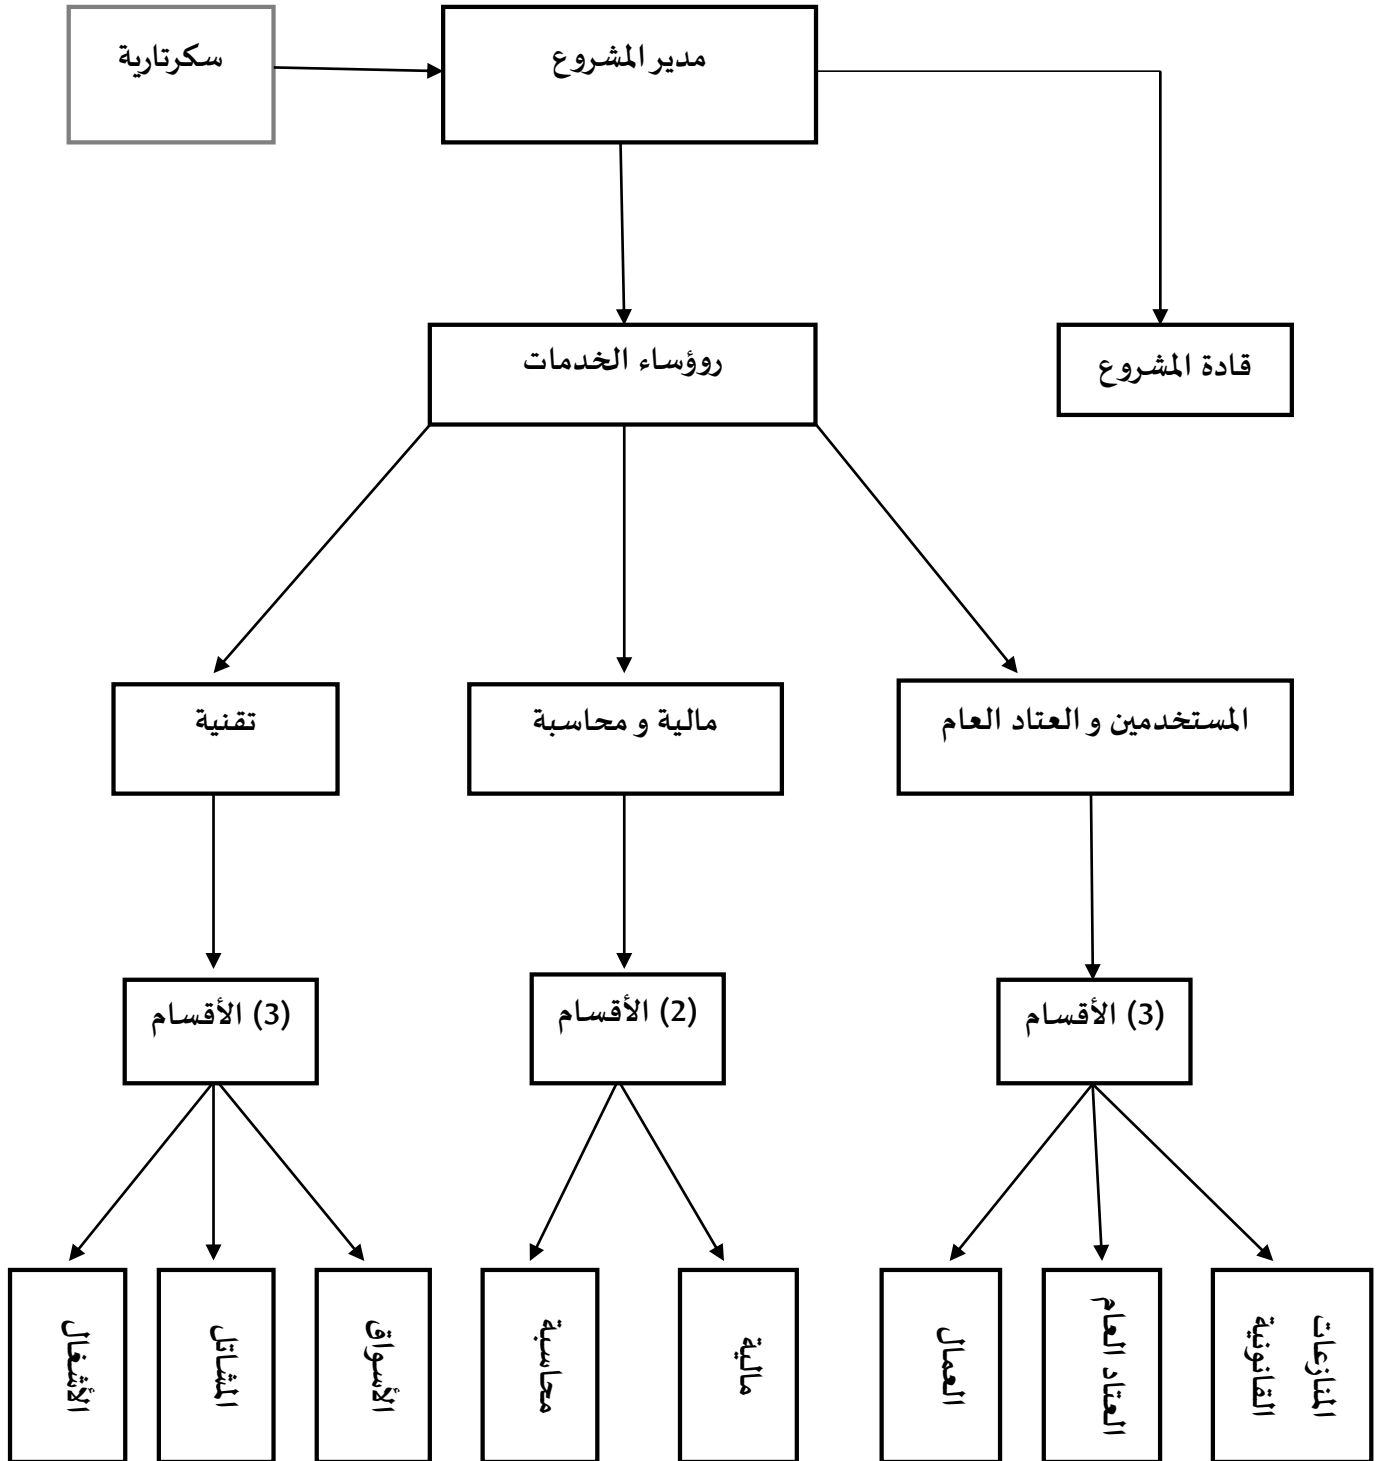 مدير المشروع
سكرتارية
قادة المشروع
روؤساء الخدمات
المستخدمين و العتاد العام
مالية و محاسبة
تقنية
(3) الأقسام
(2) الأقسام
(3) الأقسام
المنازعات
القانونية
العتاد العام
العمال
مالية
محاسبة
الأسواق
المشاتل
الأشغال